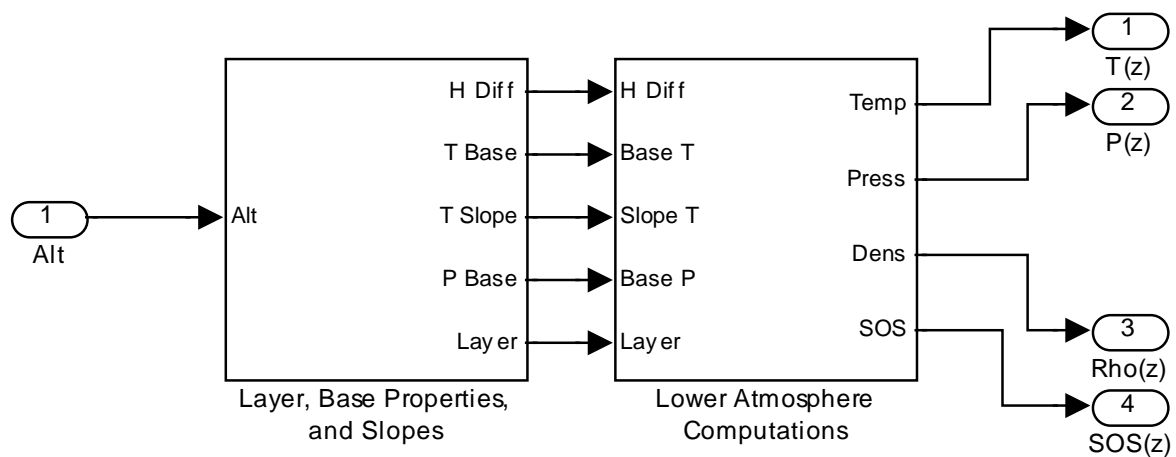 1
Alt
Alt
H Diff
T Base
T Slope
P Base
Layer
Layer, Base Properties,
and Slopes
H Diff
Base T
Slope T
Base P
Layer
Temp
Press
Dens
SOS
Lower Atmosphere
Computations
1
T(z)
2
P(z)
3
Rho(z)
4
SOS(z)